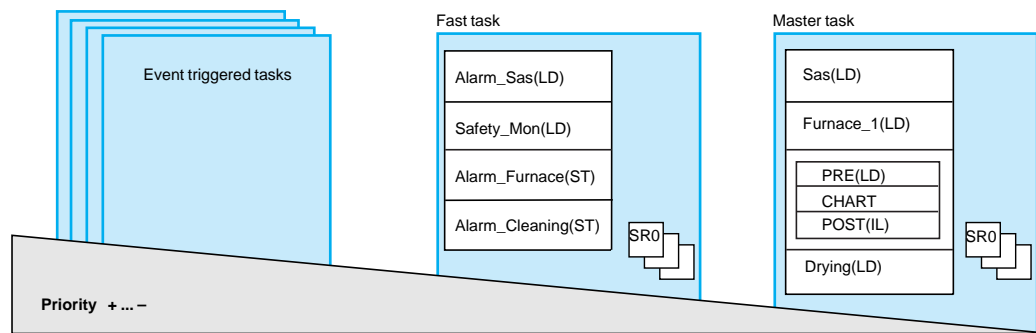 Event triggered tasks
Fast task
Alarm_Sas(LD)
Safety_Mon(LD)
Alarm_Furnace(ST)
Alarm_Cleaning(ST)
SR0
Master task
Sas(LD)
Furnace_1(LD)
PRE(LD)
CHART
POST(IL)
Drying(LD)
SR0
Priority + ... –